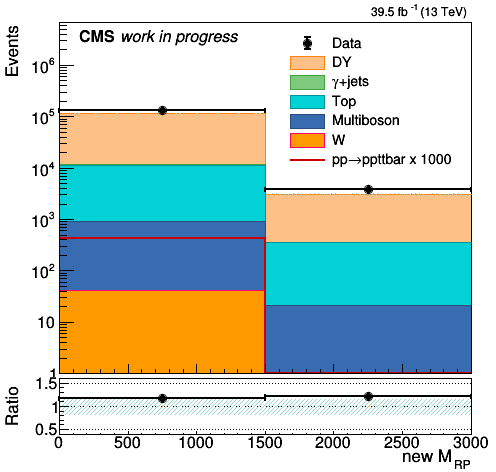 39.5 fb⁻¹ (13 TeV)
CMS work in progress
Events
Data
DY
γ+jets
Top
Multiboson
W
pp→ppttbar x 1000
10⁶
10⁵
10⁴
10³
10²
10
1
Ratio
1.5
1
0.5
0 500 1000 1500 2000 2500 3000
new M_RP